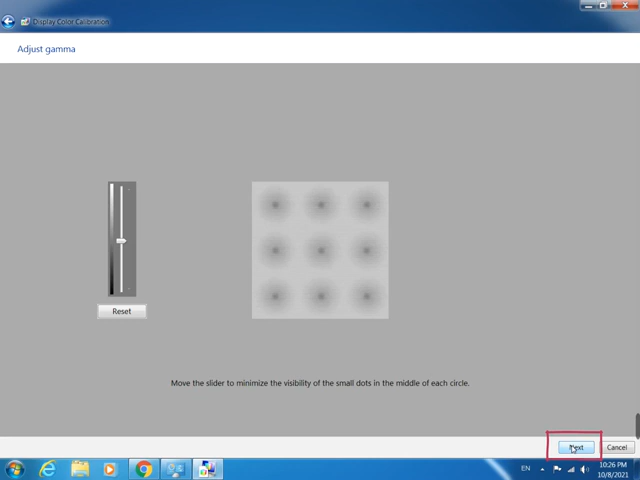 Display Color Calibration
Adjust gamma
Reset
Move the slider to minimize the visibility of the small dots in the middle of each circle.
Next
Cancel
EN
10:26 PM
10/8/2021